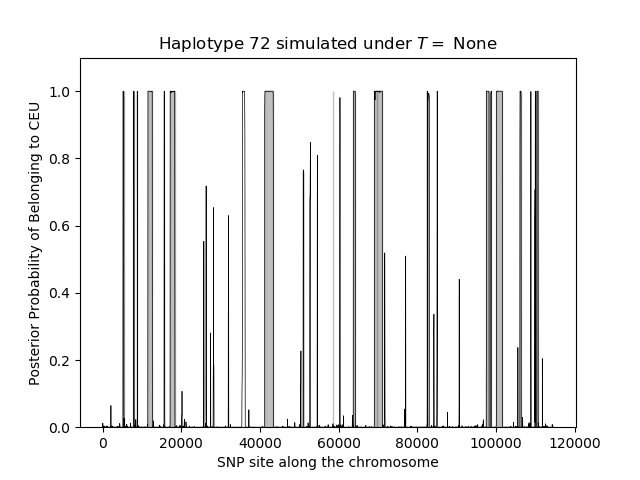 Haplotype 72 simulated under T = None
Posterior Probability of Belonging to CEU
1.0
0.8
0.6
0.4
0.2
0.0
0 20000 40000 60000 80000 100000 120000
SNP site along the chromosome